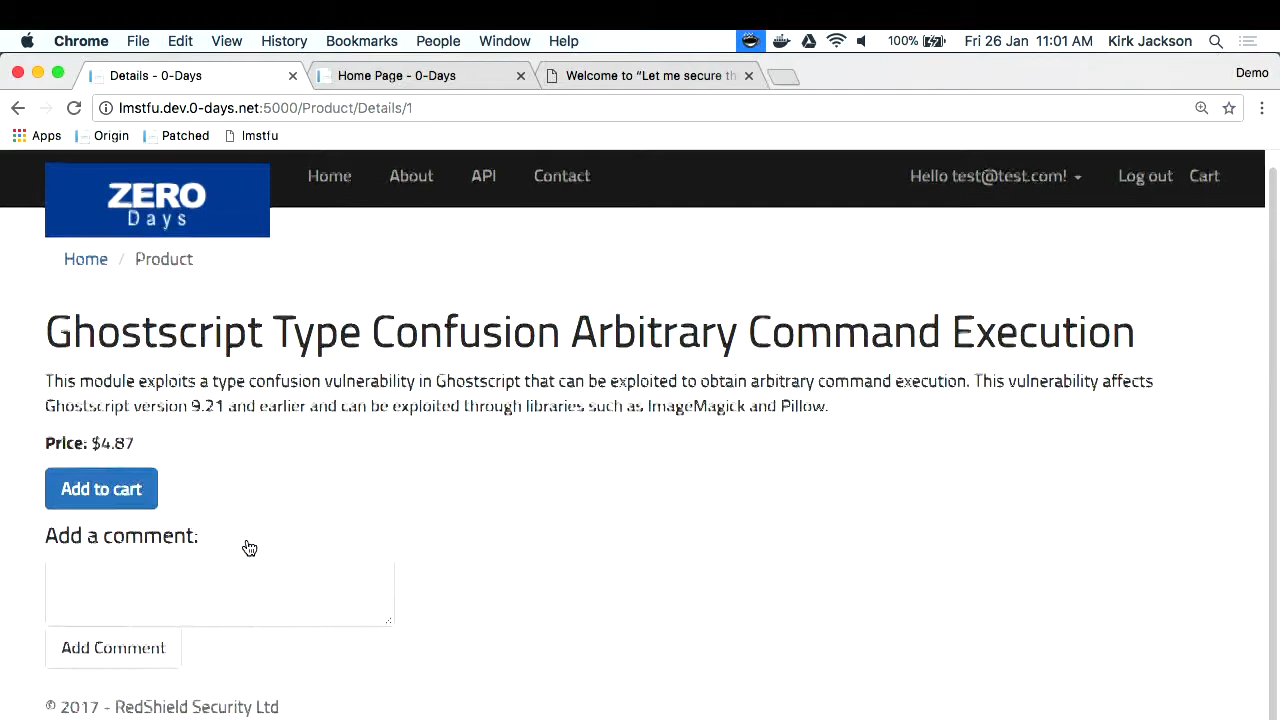 Chrome File Edit View History Bookmarks People Window Help 100% Fri 26 Jan 11:01 AM Kirk Jackson
Details - 0-Days Home Page - 0-Days Welcome to “Let me secure th Demo
lmstfu.dev.0-days.net:5000/Product/Details/1
Apps Origin Patched lmstfu
ZERO
Days
Home About API Contact Hello test@test.com! Log out Cart
Home / Product
Ghostscript Type Confusion Arbitrary Command Execution
This module exploits a type confusion vulnerability in Ghostscript that can be exploited to obtain arbitrary command execution. This vulnerability affects
Ghostscript version 9.21 and earlier and can be exploited through libraries such as ImageMagick and Pillow.
Price: $4.87
Add to cart
Add a comment:
Add Comment
© 2017 - RedShield Security Ltd